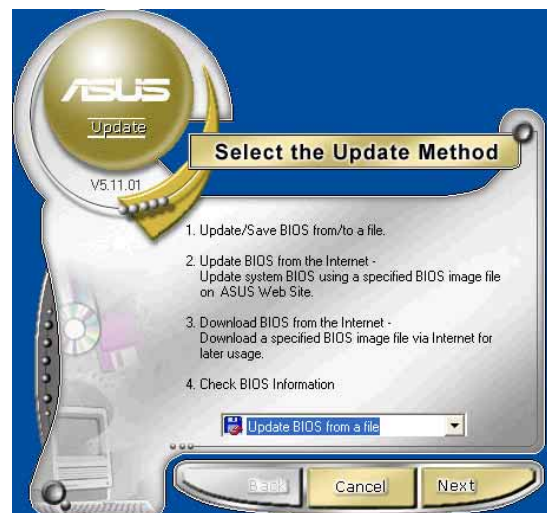 ASUS
Update
V5.11.01
Select the Update Method
1. Update/Save BIOS from/to a file.
2. Update BIOS from the Internet -
Update system BIOS using a specified BIOS image file
on ASUS Web Site.
3. Download BIOS from the Internet -
Download a specified BIOS image file via Internet for
later usage.
4. Check BIOS Information
Update BIOS from a file
Back
Cancel
Next